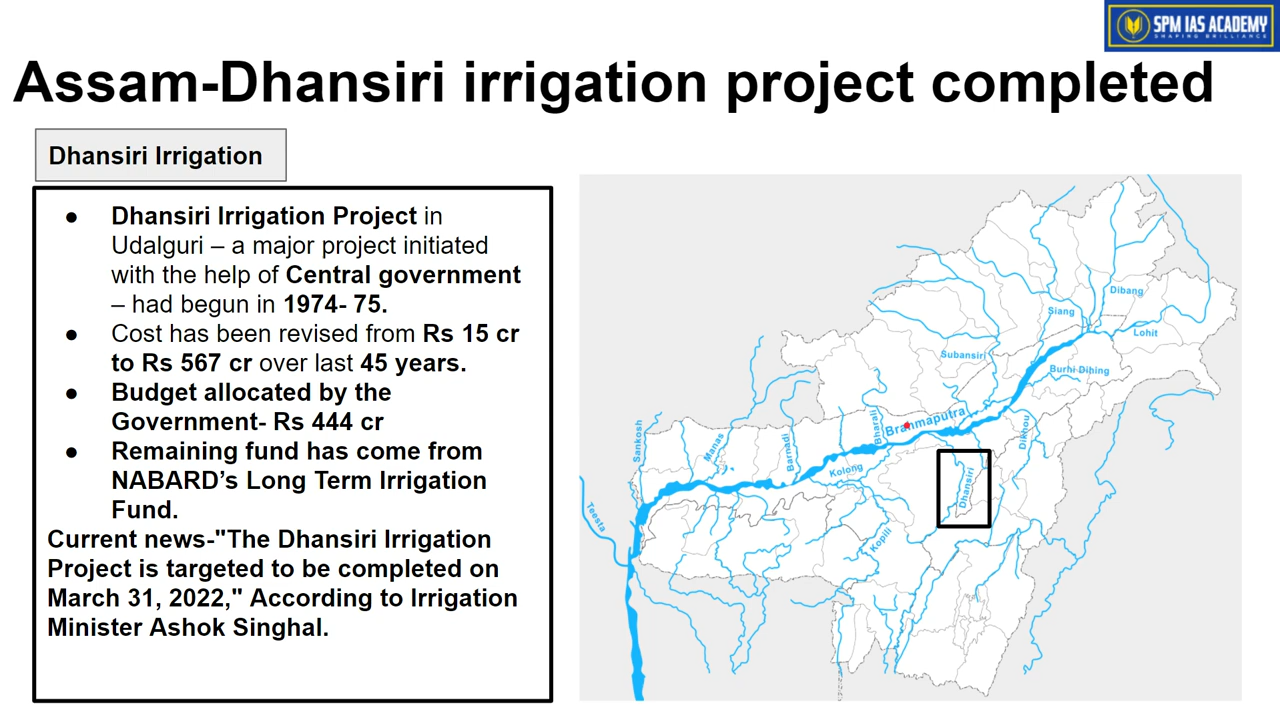 SPM IAS ACADEMY
SHAPING BRILLIANCE
Assam-Dhansiri irrigation project completed
Dhansiri Irrigation
● Dhansiri Irrigation Project in
Udalguri – a major project initiated
with the help of Central government
– had begun in 1974- 75.
● Cost has been revised from Rs 15 cr
to Rs 567 cr over last 45 years.
● Budget allocated by the
Government- Rs 444 cr
● Remaining fund has come from
NABARD’s Long Term Irrigation
Fund.
Current news-"The Dhansiri Irrigation
Project is targeted to be completed on
March 31, 2022," According to Irrigation
Minister Ashok Singhal.
Dibang
Siang
Lohit
Subansiri
Burhi Dihing
Brahmaputra
Bharali
Dikhou
Sankosh
Manas
Barnadi
Kolong
Dhansiri
Teesta
Kopili